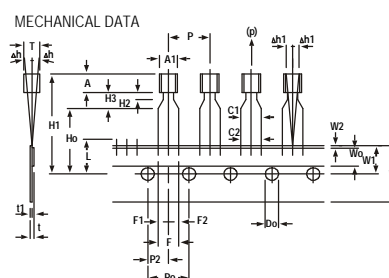 MECHANICAL DATA
T
Δh
Δh
P
(p)
Δh1
Δh1
A1
A
H3
H2
H1
Ho
L
C1
C2
W2
Wo
W1
t1
t
F1
F2
F
Do
P2
Po